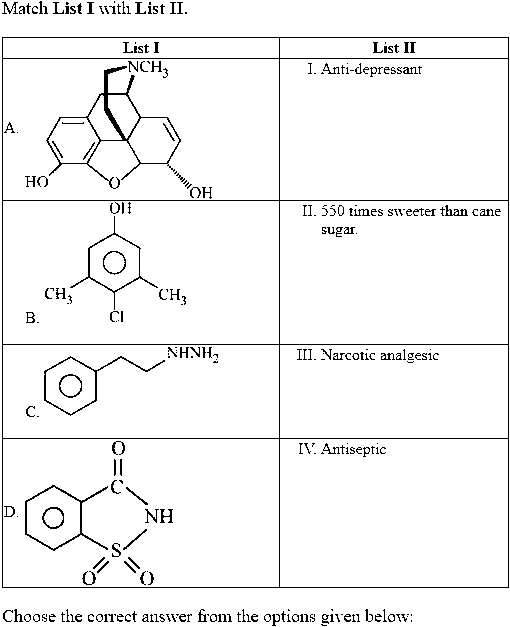 Match List I with List II.
List I List II
A. NCH3 HO O OH I. Anti-depressant
B. OH CH3 CH3 Cl II. 550 times sweeter than cane
sugar.
C. NHNH2 III. Narcotic analgesic
D. O C NH S O O IV. Antiseptic
Choose the correct answer from the options given below: